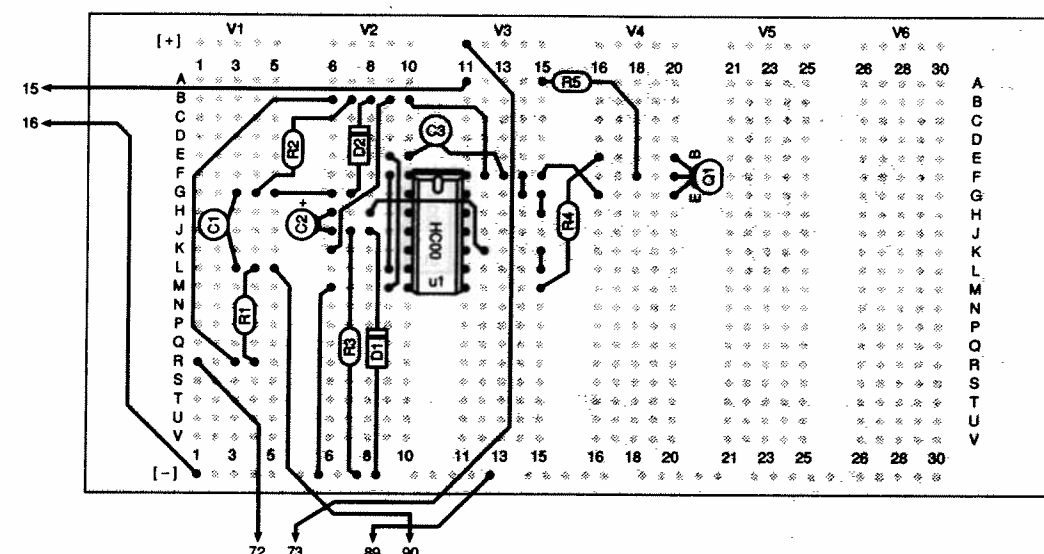 V1 V2 V3 V4 V5 V6
[+]
1 3 5 6 8 10 11 13 15 16 18 20 21 23 25 26 28 30
A A
15
B B
R5
C C
16
D D
R2 D2 C3
E E
B
F F
Q1
G G
E
+
H H
C1 C2 R4
J J
HC00
K K
L L
u1
M M
N N
R1
P P
Q Q
R3 D1
R R
S S
T T
U U
V V
1 3 5 6 8 10 11 13 15 16 18 20 21 23 25 26 28 30
[-]
72 73 89 90